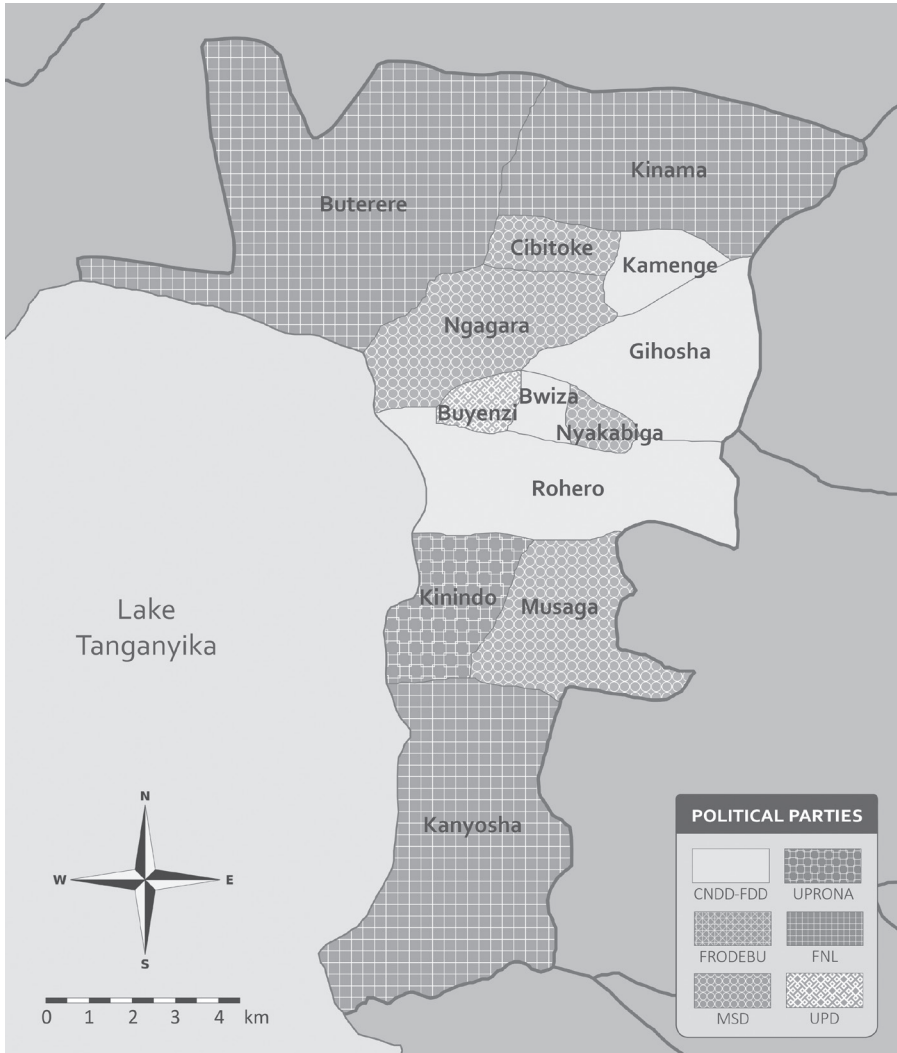 Kinama
Buterere
Cibitoke
Kamenge
Ngagara
Gihosha
Bwiza
Buyenzi
Nyakabiga
Rohero
Kinindo
Musaga
Lake
Tanganyika
Kanyosha
N
W
E
S
0 1 2 3 4 km
POLITICAL PARTIES
CNDD-FDD UPRONA
FRODEBU FNL
MSD UPD